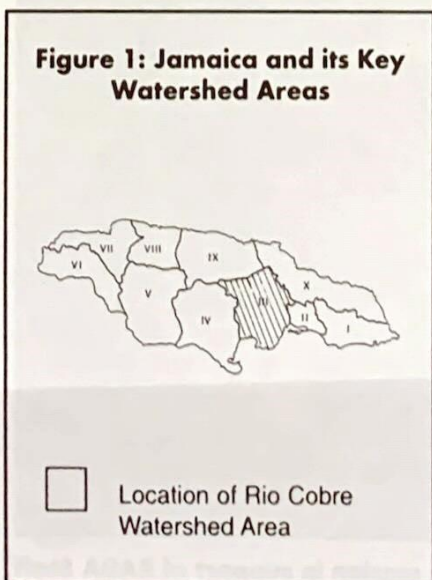 Figure 1: Jamaica and its Key
Watershed Areas
VII
VIII
IX
VI
V
X
III
IV
II
I
Location of Rio Cobre
Watershed Area